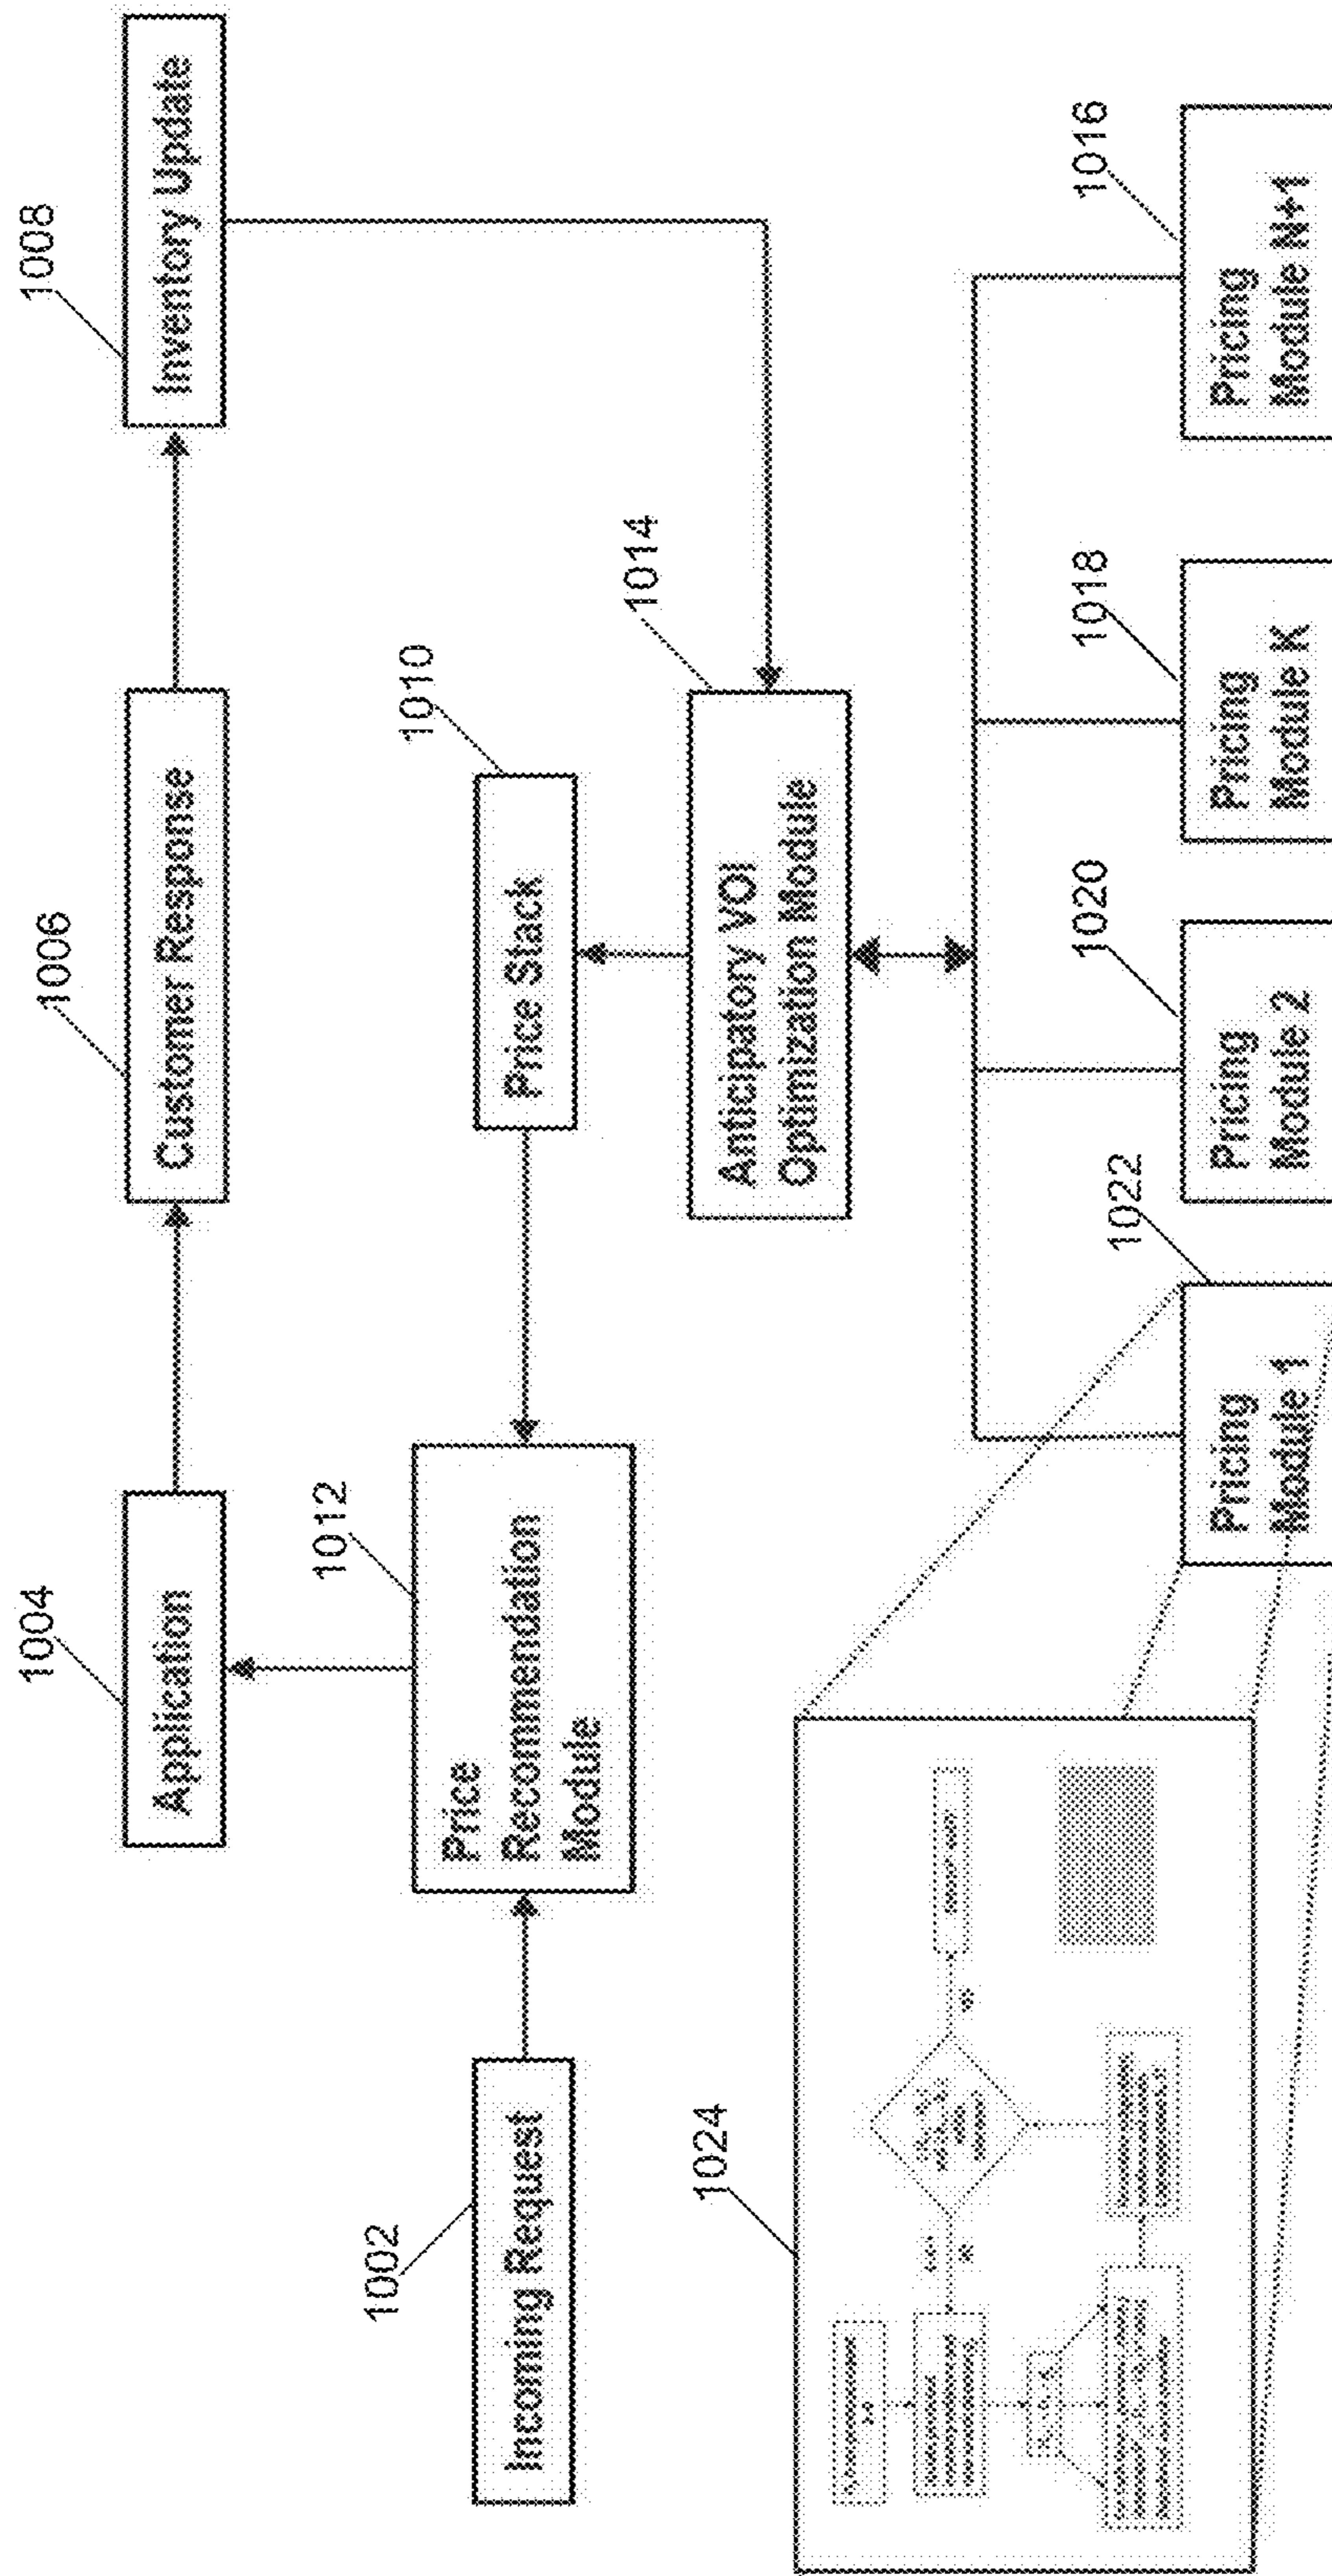 1004
Application
1006
Customer Response
1008
Inventory Update
1002
Incoming Request
1012
Price
Recommendation
Module
1010
Price Stack
1014
Anticipatory VOI
Optimization Module
1024
1022
Pricing
Module 1
1020
Pricing
Module 2
1018
Pricing
Module K
1016
Pricing
Module N+1